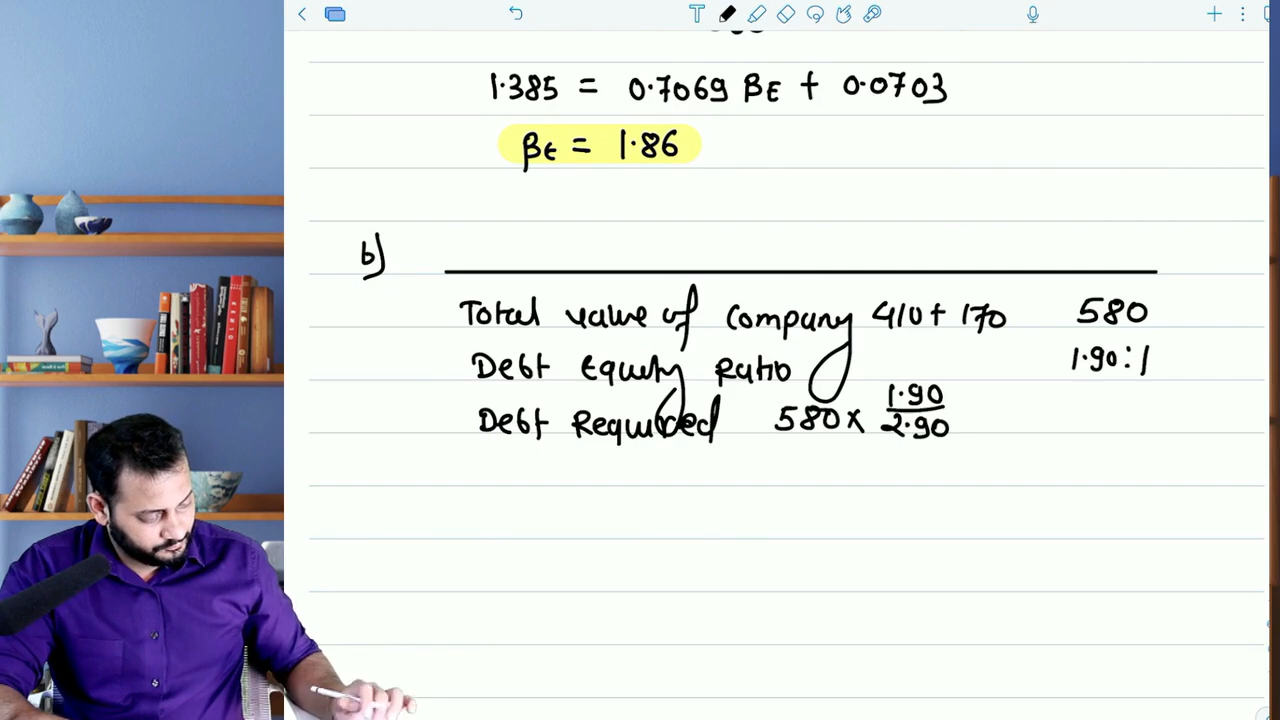 1.385 = 0.7069 βE + 0.0703
βE = 1.86
b)
Total value of company 410 + 170 580
Debt Equity Ratio 1.90:1
Debt Required 580 × 1.90/2.90